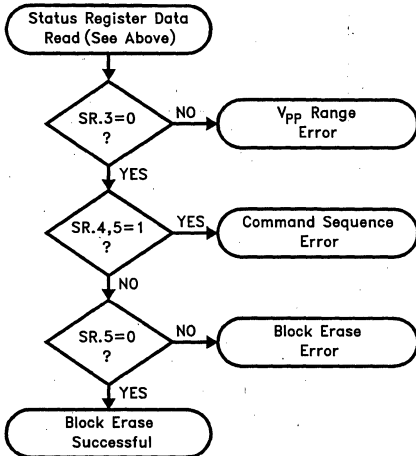 Status Register Data
Read (See Above)
SR.3=0
?
NO
VPP Range
Error
YES
SR.4,5=1
?
YES
Command Sequence
Error
NO
SR.5=0
?
NO
Block Erase
Error
YES
Block Erase
Successful